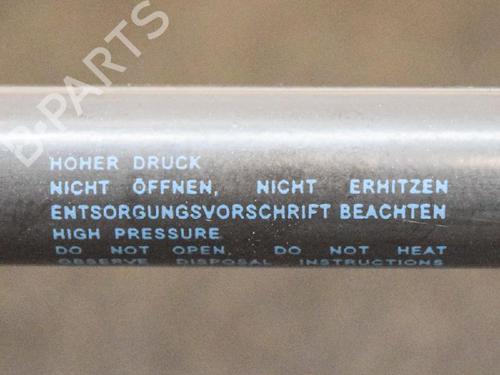 B-PARTS
HOHER DRUCK
NICHT ÖFFNEN, NICHT ERHITZEN
ENTSORGUNGSVORSCHRIFT BEACHTEN
HIGH PRESSURE
DO NOT OPEN, DO NOT HEAT
OBSERVE DISPOSAL INSTRUCTIONS